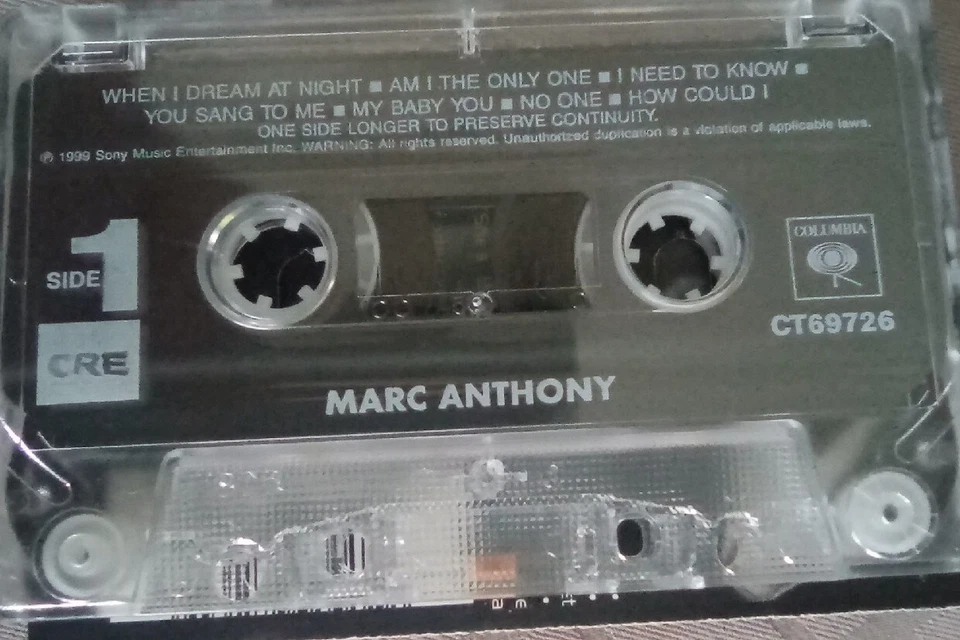 WHEN I DREAM AT NIGHT ■ AM I THE ONLY ONE ■ I NEED TO KNOW ■
YOU SANG TO ME ■ MY BABY YOU ■ NO ONE ■ HOW COULD I
ONE SIDE LONGER TO PRESERVE CONTINUITY.
℗ 1999 Sony Music Entertainment Inc. WARNING: All rights reserved. Unauthorized duplication is a violation of applicable laws.
SIDE 1
COLUMBIA
CT69726
CRE
MARC ANTHONY